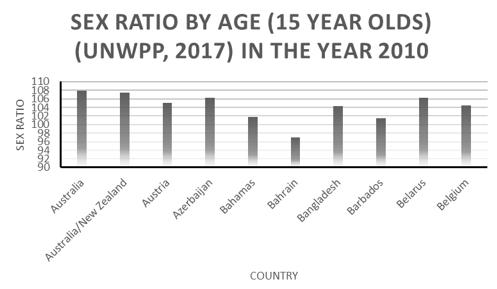 SEX RATIO BY AGE (15 YEAR OLDS)
(UNWPP, 2017) IN THE YEAR 2010
110
108
106
104
102
100
98
96
94
92
90
SEX RATIO
Australia
Australia/New Zealand
Austria
Azerbaijan
Bahamas
Bahrain
Bangladesh
Barbados
Belarus
Belgium
COUNTRY